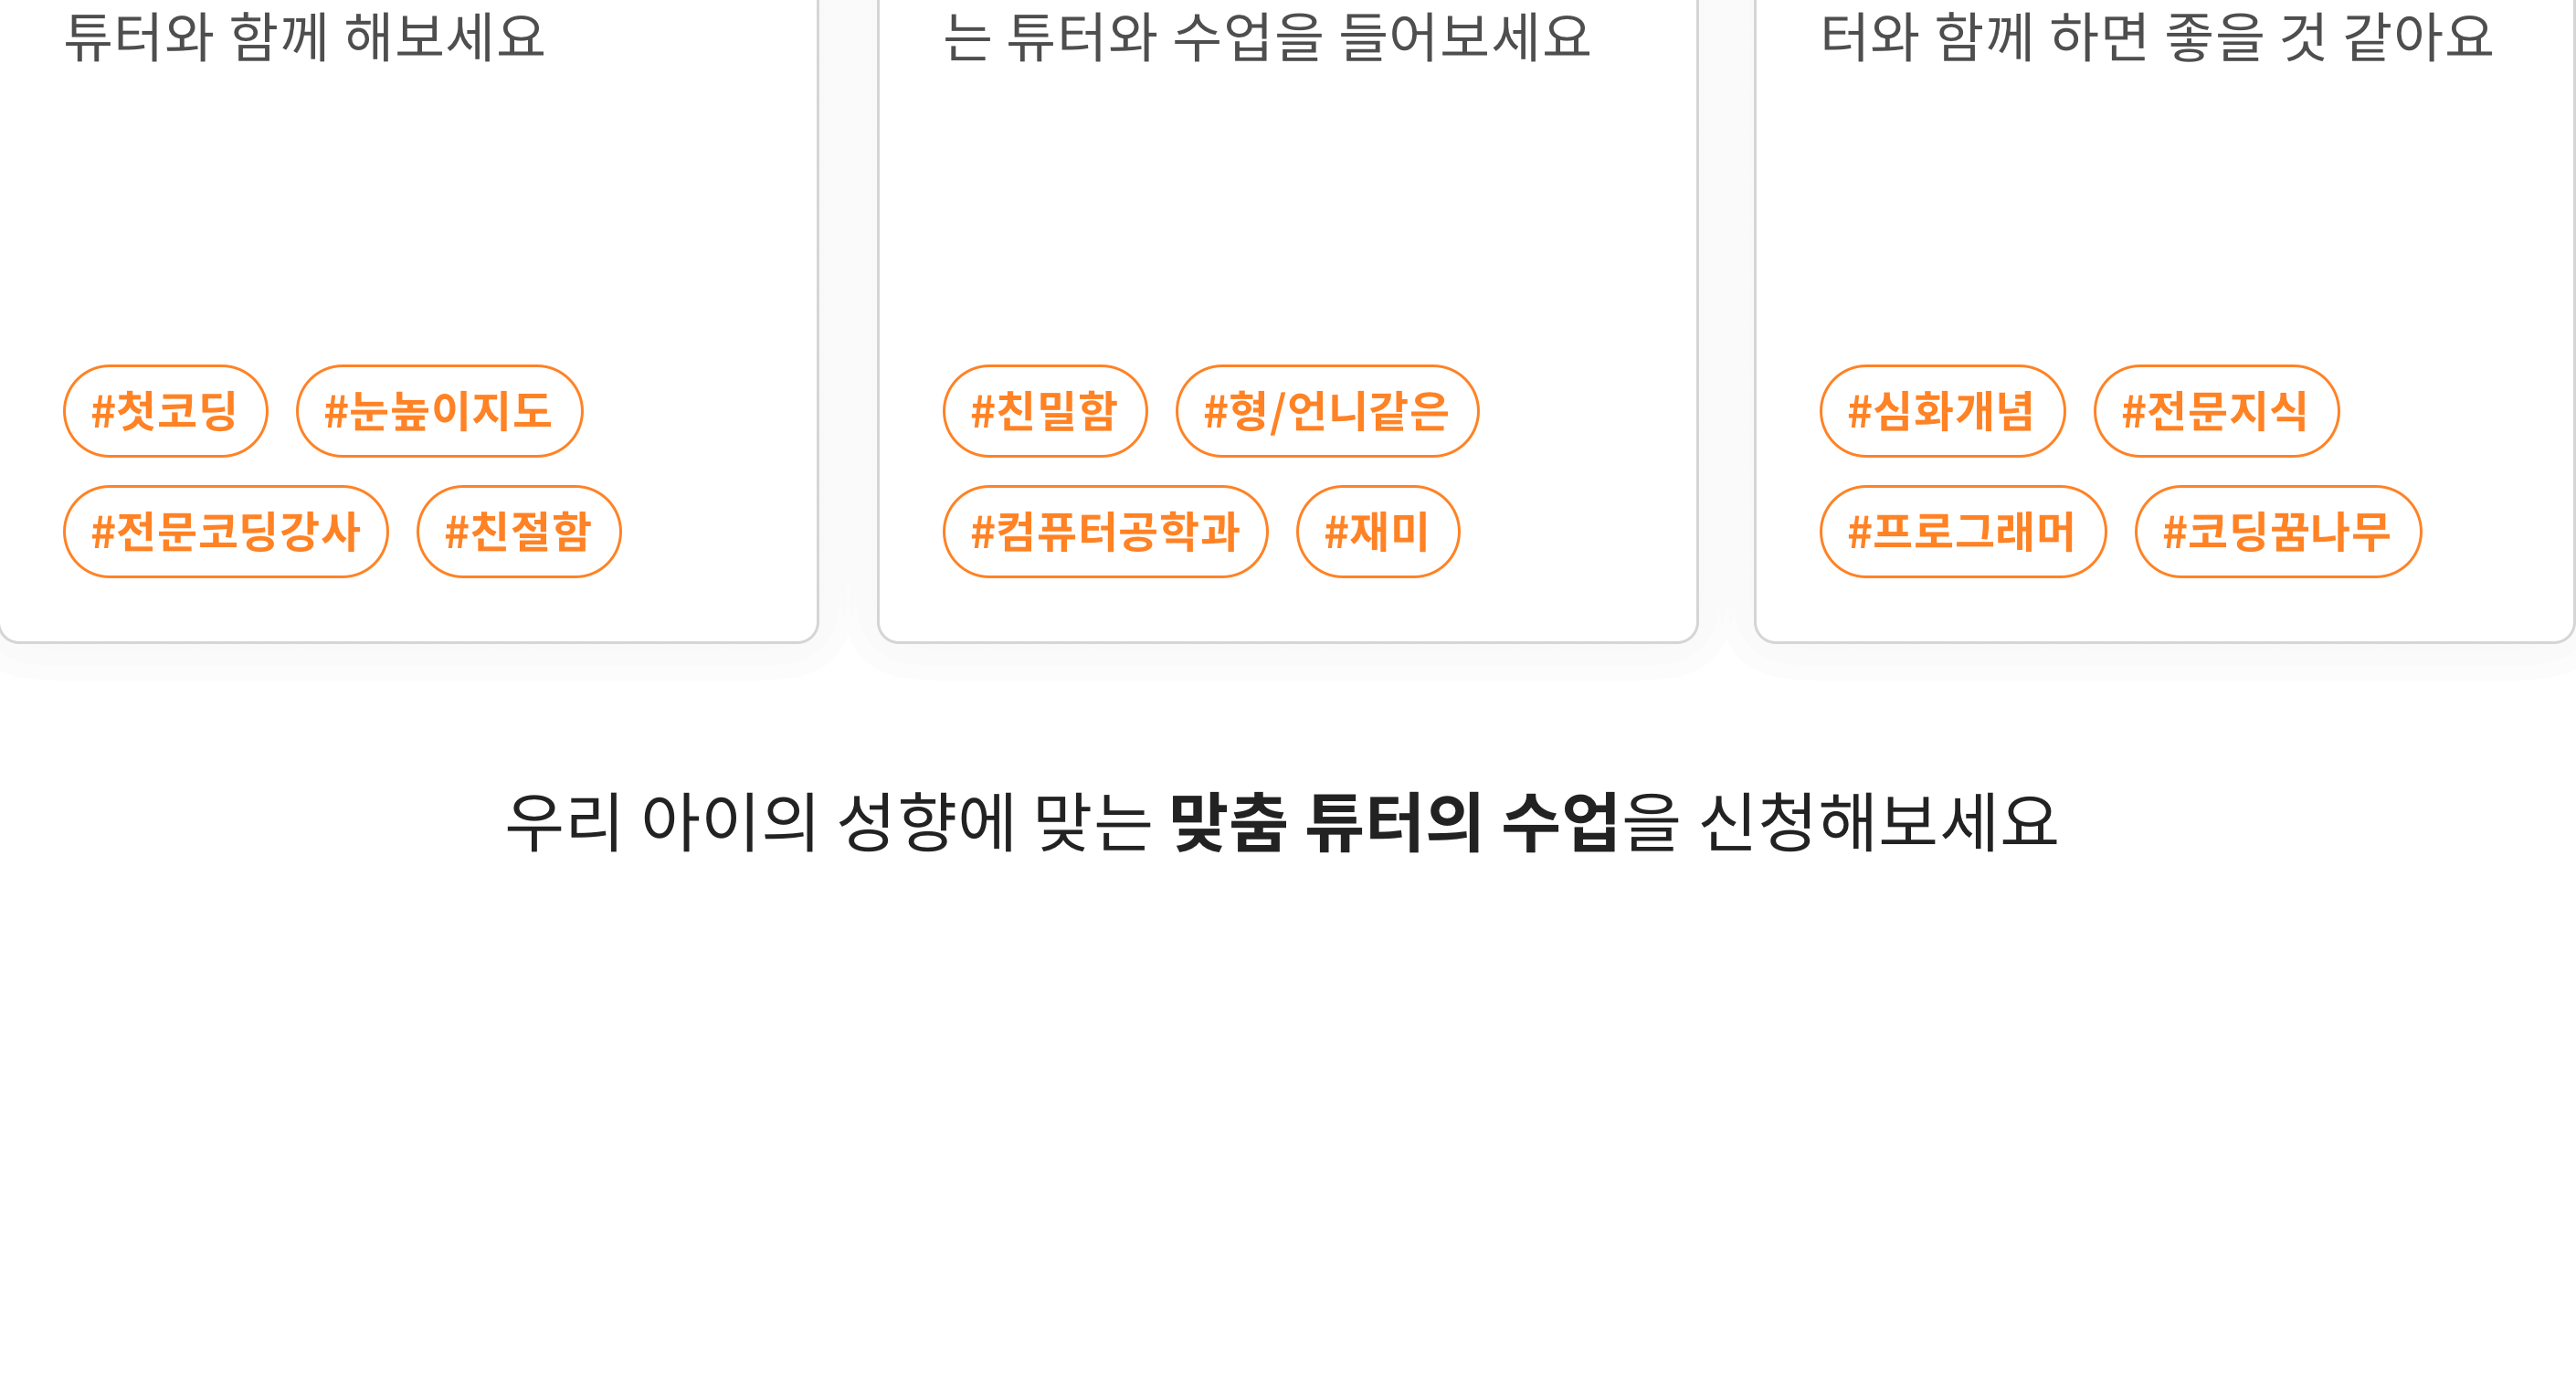 튜터와 함께 해보세요
는 튜터와 수업을 들어보세요
터와 함께 하면 좋을 것 같아요
#첫코딩 #눈높이지도
#전문코딩강사 #친절함
#친밀함 #형/언니같은
#컴퓨터공학과 #재미
#심화개념 #전문지식
#프로그래머 #코딩꿈나무
우리 아이의 성향에 맞는 맞춤 튜터의 수업을 신청해보세요